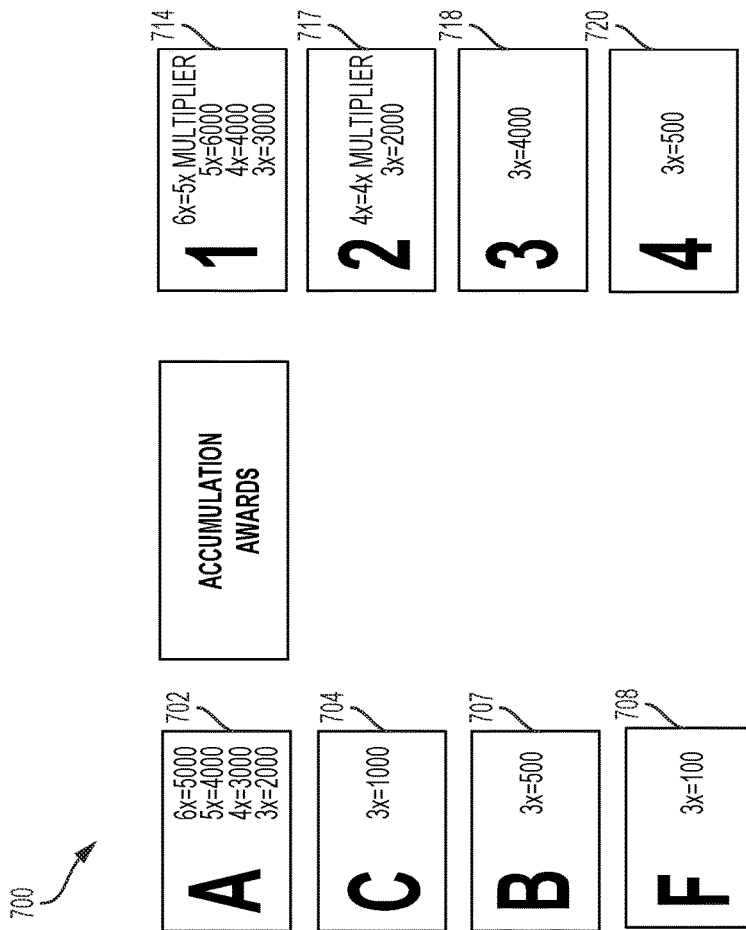 700
ACCUMULATION
AWARDS
A
6x=5000
5x=4000
4x=3000
3x=2000
702
C
3x=1000
704
B
3x=500
707
F
3x=100
708
1
6x=5x MULTIPLIER
5x=6000
4x=4000
3x=3000
714
2
4x=4x MULTIPLIER
3x=2000
717
3
3x=4000
718
4
3x=500
720